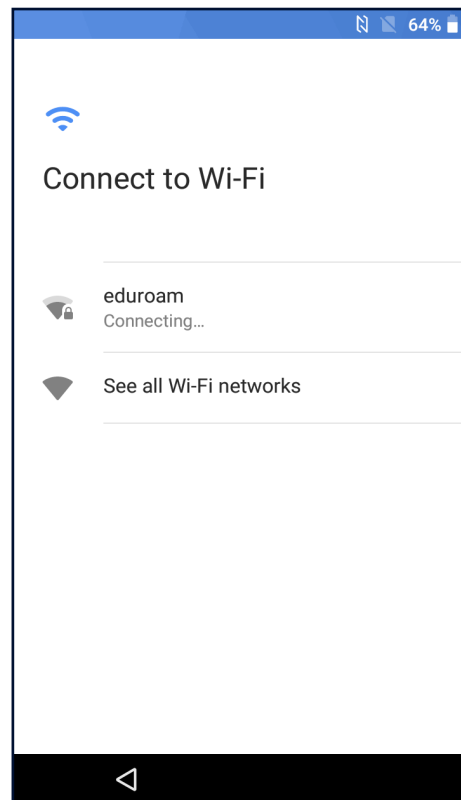 64%
Connect to Wi-Fi
eduroam
Connecting...
See all Wi-Fi networks